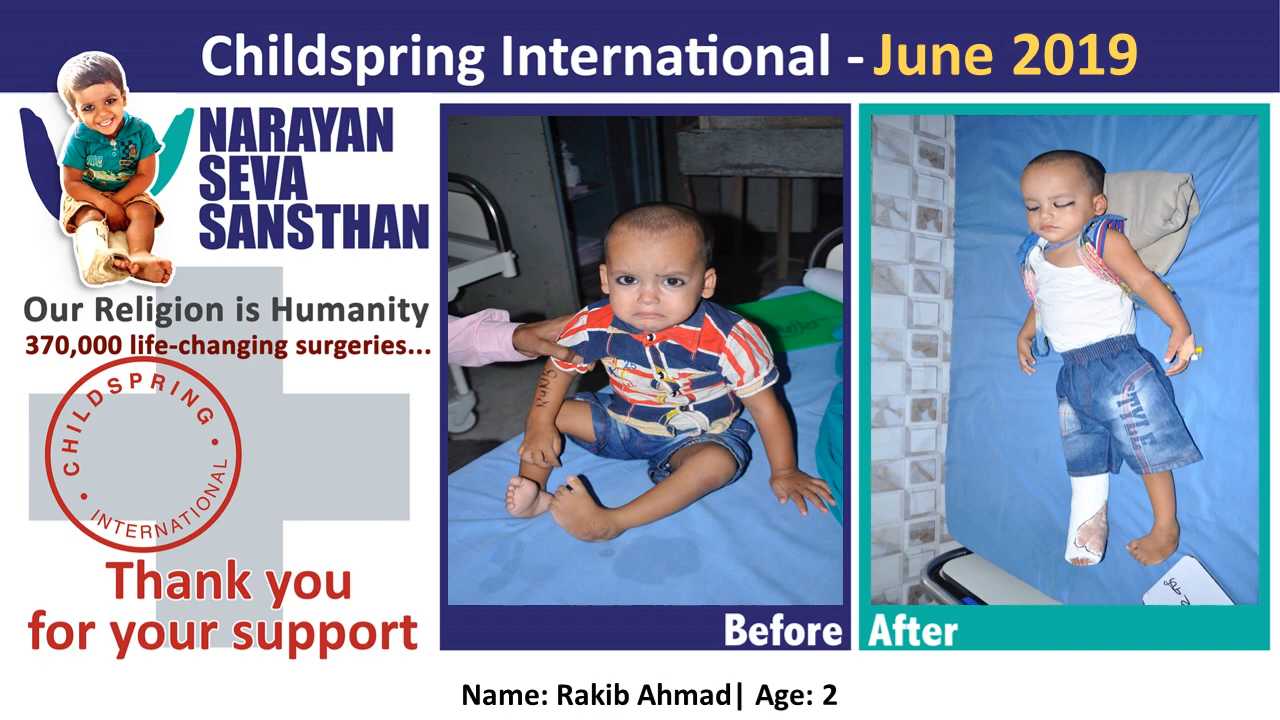 Childspring International - June 2019
NARAYAN
SEVA
SANSTHAN
Our Religion is Humanity
370,000 life-changing surgeries...
CHILDSPRING
INTERNATIONAL
Thank you
for your support
STYLE
Before
After
Name: Rakib Ahmad| Age: 2